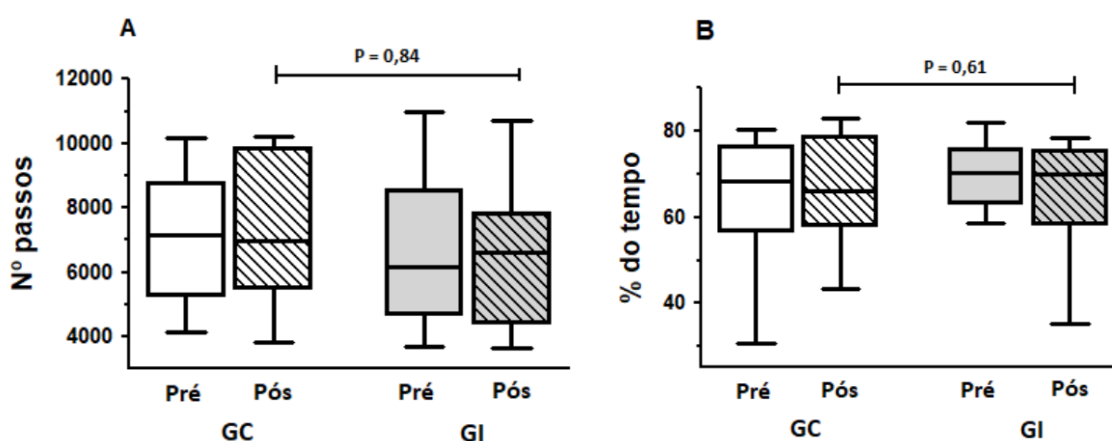 A
P = 0,84
Nº passos
12000
10000
8000
6000
4000
Pré
Pós
Pré
Pós
GC
GI
B
P = 0,61
% do tempo
80
60
40
Pré
Pós
Pré
Pós
GC
GI